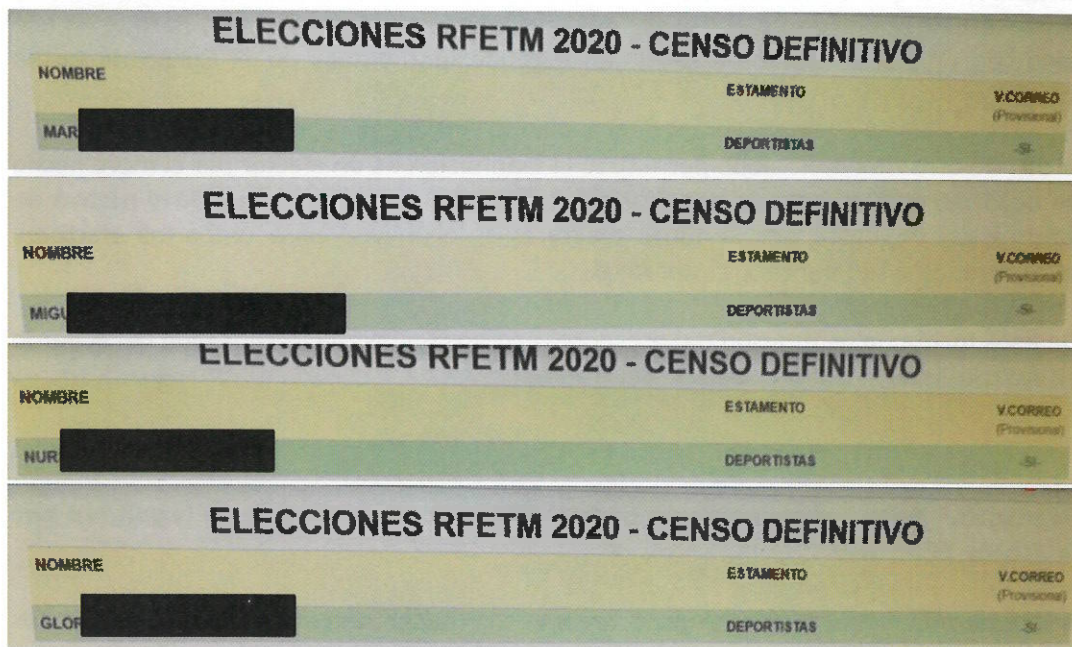 ELECCIONES RFETM 2020 - CENSO DEFINITIVO
NOMBRE ESTAMENTO V.CORREO
(Provisional)
MAR DEPORTISTAS -SI-
ELECCIONES RFETM 2020 - CENSO DEFINITIVO
NOMBRE ESTAMENTO V.CORREO
(Provisional)
MIGU DEPORTISTAS -SI-
ELECCIONES RFETM 2020 - CENSO DEFINITIVO
NOMBRE ESTAMENTO V.CORREO
(Provisional)
NUR DEPORTISTAS -SI-
ELECCIONES RFETM 2020 - CENSO DEFINITIVO
NOMBRE ESTAMENTO V.CORREO
(Provisional)
GLOR DEPORTISTAS -SI-